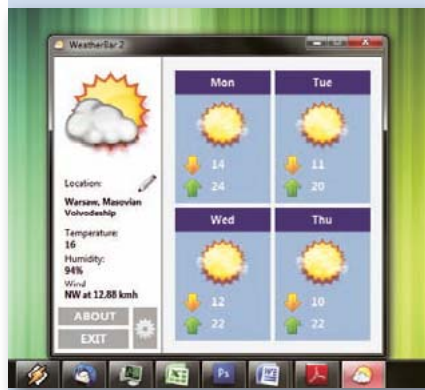 WeatherBar 2
Location:
Warsaw, Masovian
Voivodeship
Temperature:
16
Humidity:
94%
Wind
NW at 12.88 kmh
ABOUT
EXIT
Mon
14
24
Tue
11
20
Wed
12
22
Thu
10
22
Ps